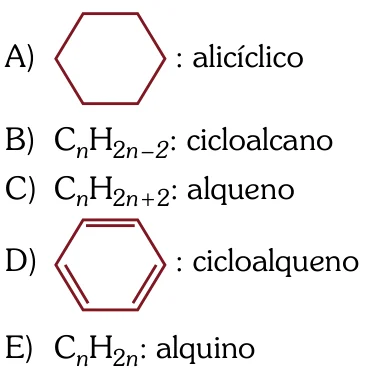 A) : alicíclico
B) CₙH₂ₙ₋₂: cicloalcano
C) CₙH₂ₙ₊₂: alqueno
D) : cicloalqueno
E) CₙH₂ₙ: alquino